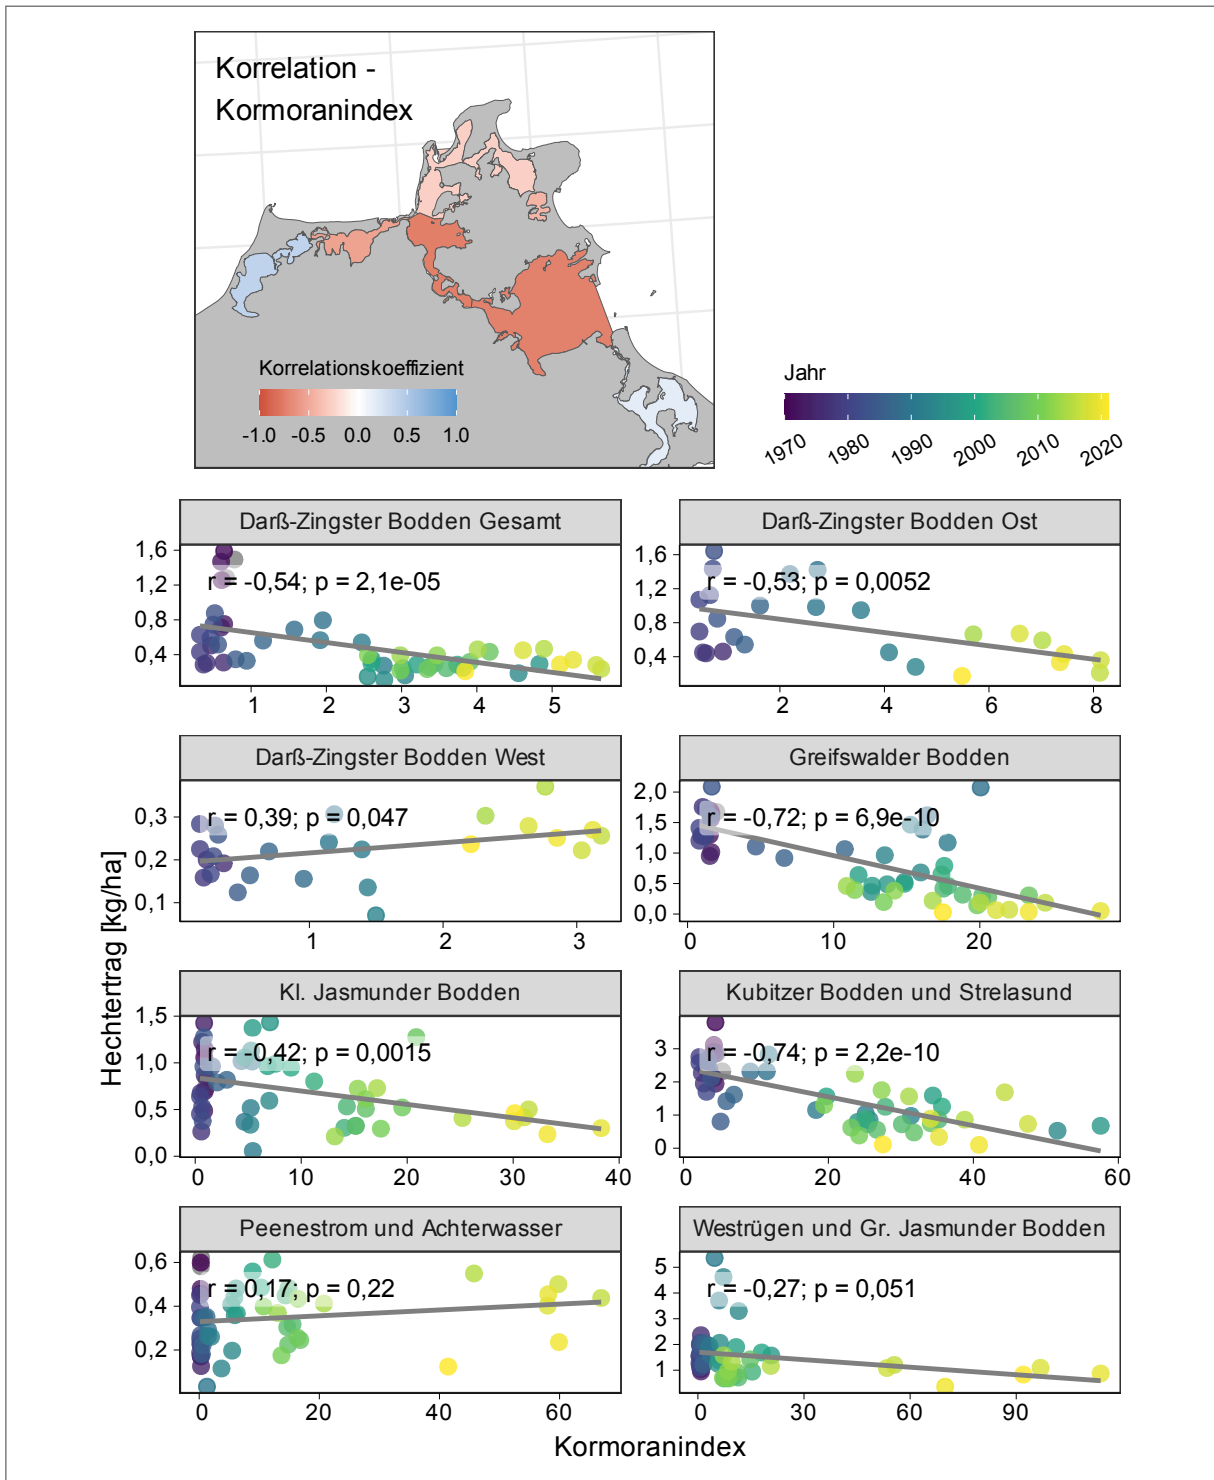 Korrelation -
Kormoranindex
Korrelationskoeffizient
-1.0 -0.5 0.0 0.5 1.0
Jahr
1970 1980 1990 2000 2010 2020
Darß-Zingster Bodden Gesamt
1,6
1,2
0,8
0,4
r = -0,54; p = 2,1e-05
1 2 3 4 5
Darß-Zingster Bodden Ost
1,6
1,2
0,8
0,4
r = -0,53; p = 0,0052
2 4 6 8
Darß-Zingster Bodden West
0,3
0,2
0,1
r = 0,39; p = 0,047
1 2 3
Greifswalder Bodden
2,0
1,5
1,0
0,5
0,0
r = -0,72; p = 6,9e-10
0 10 20
Kl. Jasmunder Bodden
1,5
1,0
0,5
0,0
r = -0,42; p = 0,0015
0 10 20 30 40
Kubitzer Bodden und Strelasund
3
2
1
0
r = -0,74; p = 2,2e-10
0 20 40 60
Peenestrom und Achterwasser
0,6
0,4
0,2
r = 0,17; p = 0,22
0 20 40 60
Westrügen und Gr. Jasmunder Bodden
5
4
3
2
1
r = -0,27; p = 0,051
0 30 60 90
Hechtertrag [kg/ha]
Kormoranindex